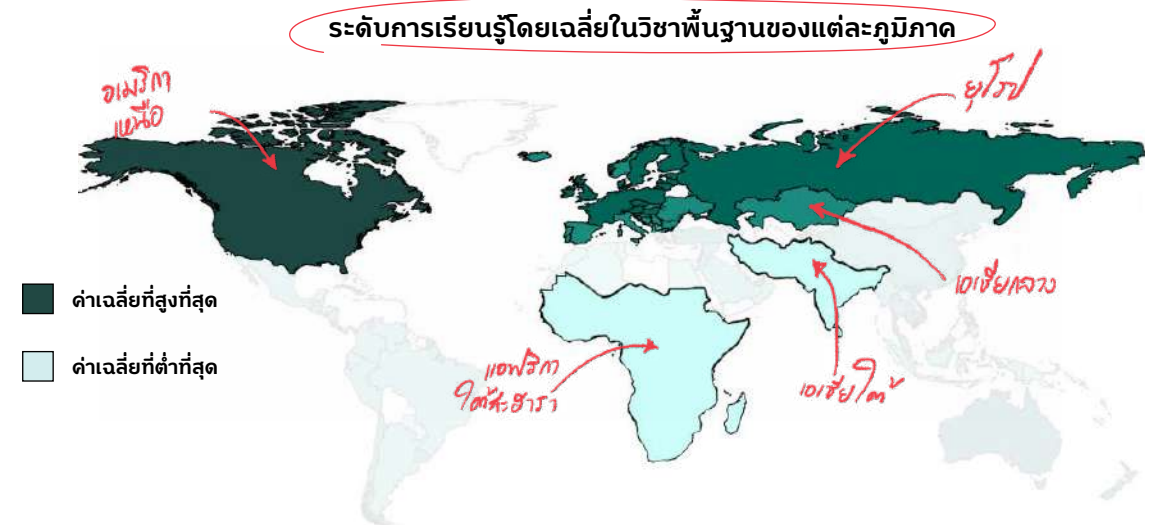 ระดับการเรียนรู้โดยเฉลี่ยในวิชาพื้นฐานของแต่ละภูมิภาค
อเมริกา
เหนือ
ยุโรป
เอเชียกลาง
ค่าเฉลี่ยที่สูงที่สุด
ค่าเฉลี่ยที่ต่ำที่สุด
แอฟริกา
ใต้สะฮารา
เอเชียใต้